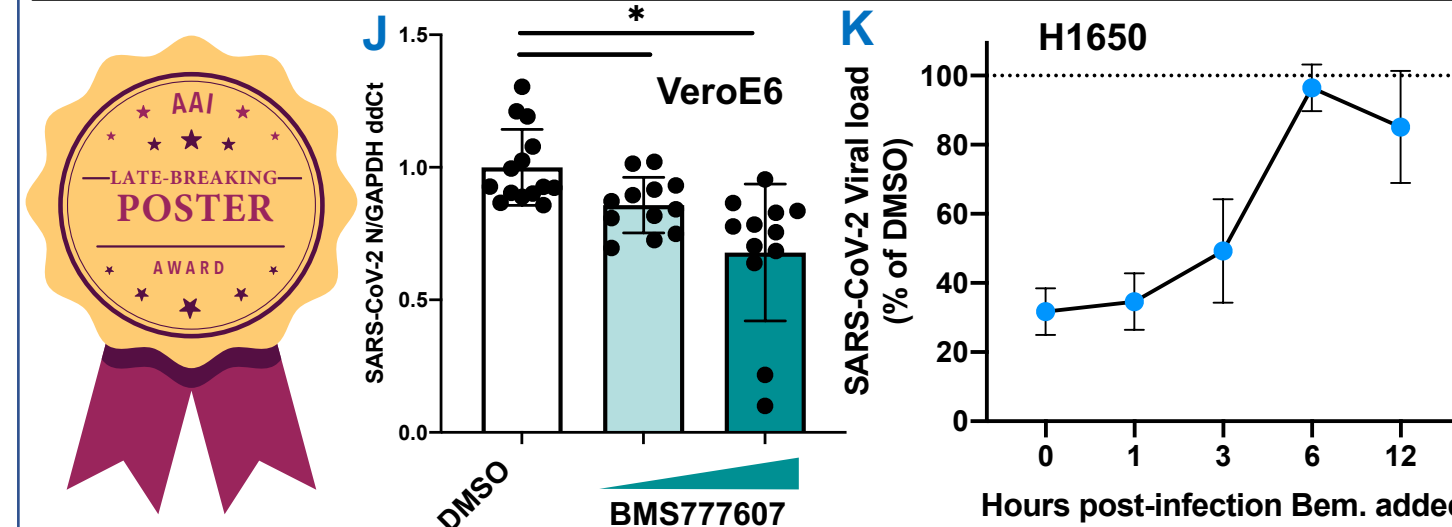 AAI
LATE-BREAKING
POSTER
AWARD
J
*
VeroE6
SARS-CoV-2 N/GAPDH ddCt
1.5
1.0
0.5
0.0
DMSO
BMS777607
K
H1650
SARS-CoV-2 Viral load
(% of DMSO)
100
80
60
40
20
0
0 1 3 6 12
Hours post-infection Bem. added